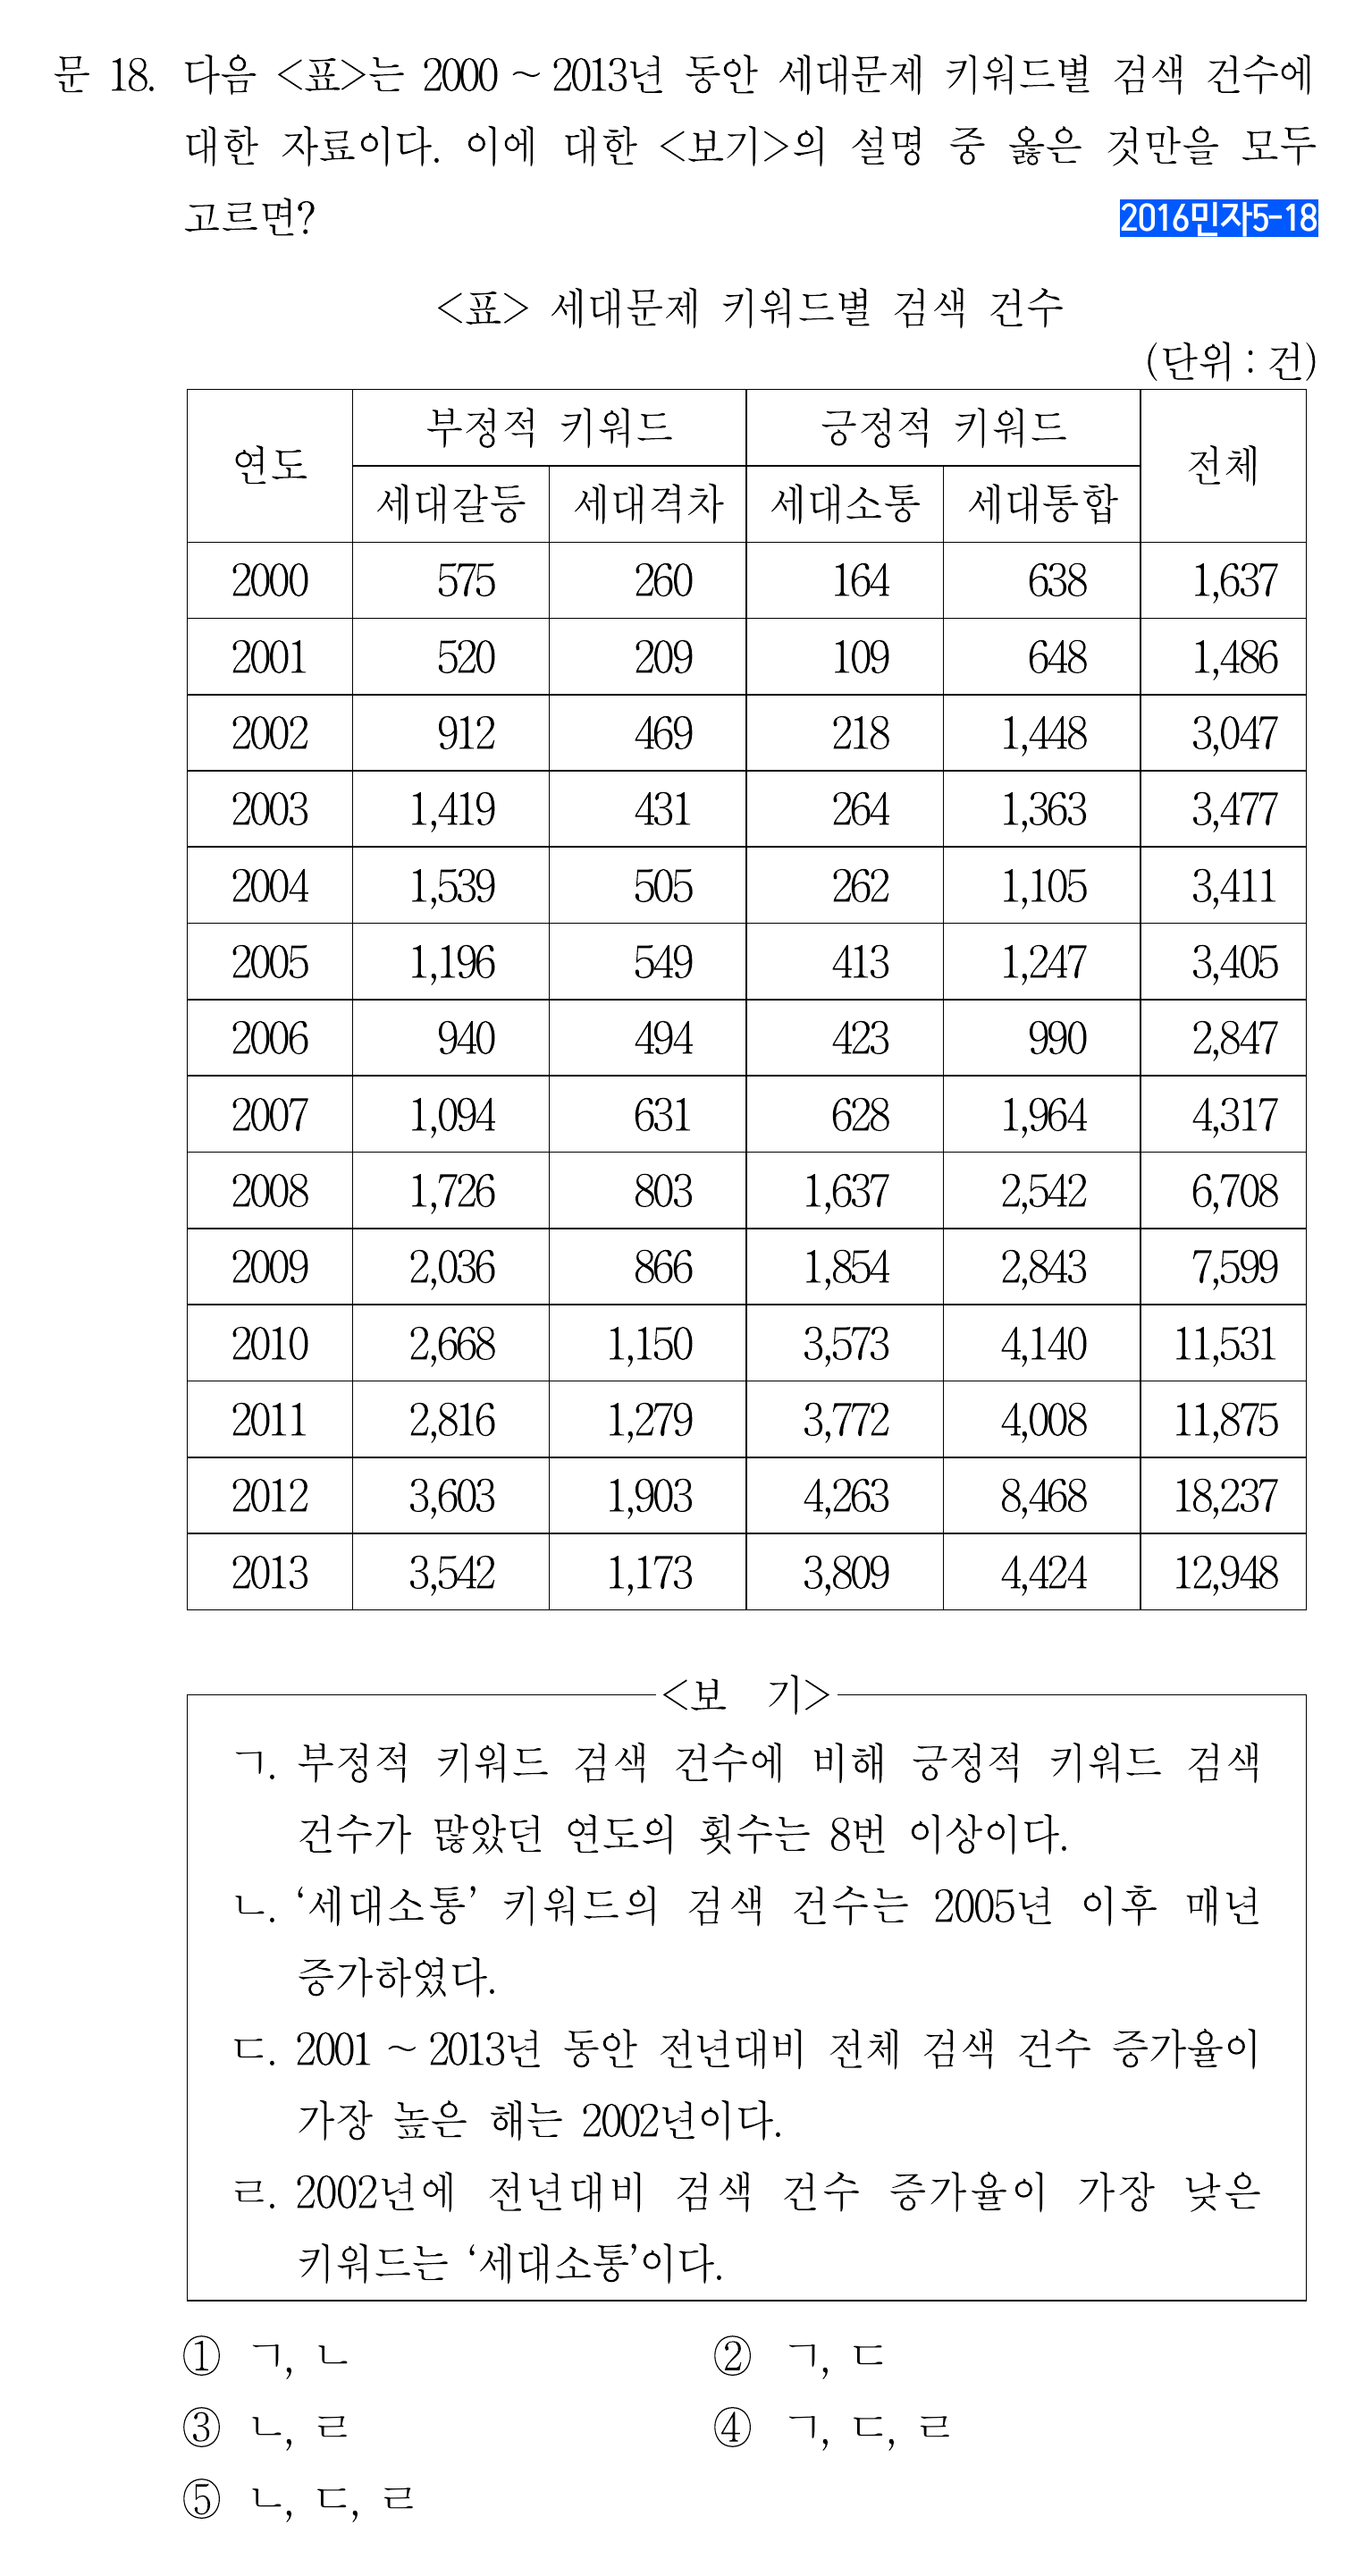 문 18. 다음 <표>는 2000 ~ 2013년 동안 세대문제 키워드별 검색 건수에
대한 자료이다. 이에 대한 <보기>의 설명 중 옳은 것만을 모두
고르면? 2016민자5-18
<표> 세대문제 키워드별 검색 건수
(단위 : 건)
연도 부정적 키워드 긍정적 키워드 전체
세대갈등 세대격차 세대소통 세대통합
2000 575 260 164 638 1,637
2001 520 209 109 648 1,486
2002 912 469 218 1,448 3,047
2003 1,419 431 264 1,363 3,477
2004 1,539 505 262 1,105 3,411
2005 1,196 549 413 1,247 3,405
2006 940 494 423 990 2,847
2007 1,094 631 628 1,964 4,317
2008 1,726 803 1,637 2,542 6,708
2009 2,036 866 1,854 2,843 7,599
2010 2,668 1,150 3,573 4,140 11,531
2011 2,816 1,279 3,772 4,008 11,875
2012 3,603 1,903 4,263 8,468 18,237
2013 3,542 1,173 3,809 4,424 12,948
<보 기>
ㄱ. 부정적 키워드 검색 건수에 비해 긍정적 키워드 검색
건수가 많았던 연도의 횟수는 8번 이상이다.
ㄴ. ‘세대소통’ 키워드의 검색 건수는 2005년 이후 매년
증가하였다.
ㄷ. 2001 ~ 2013년 동안 전년대비 전체 검색 건수 증가율이
가장 높은 해는 2002년이다.
ㄹ. 2002년에 전년대비 검색 건수 증가율이 가장 낮은
키워드는 ‘세대소통’이다.
① ㄱ, ㄴ ② ㄱ, ㄷ
③ ㄴ, ㄹ ④ ㄱ, ㄷ, ㄹ
⑤ ㄴ, ㄷ, ㄹ